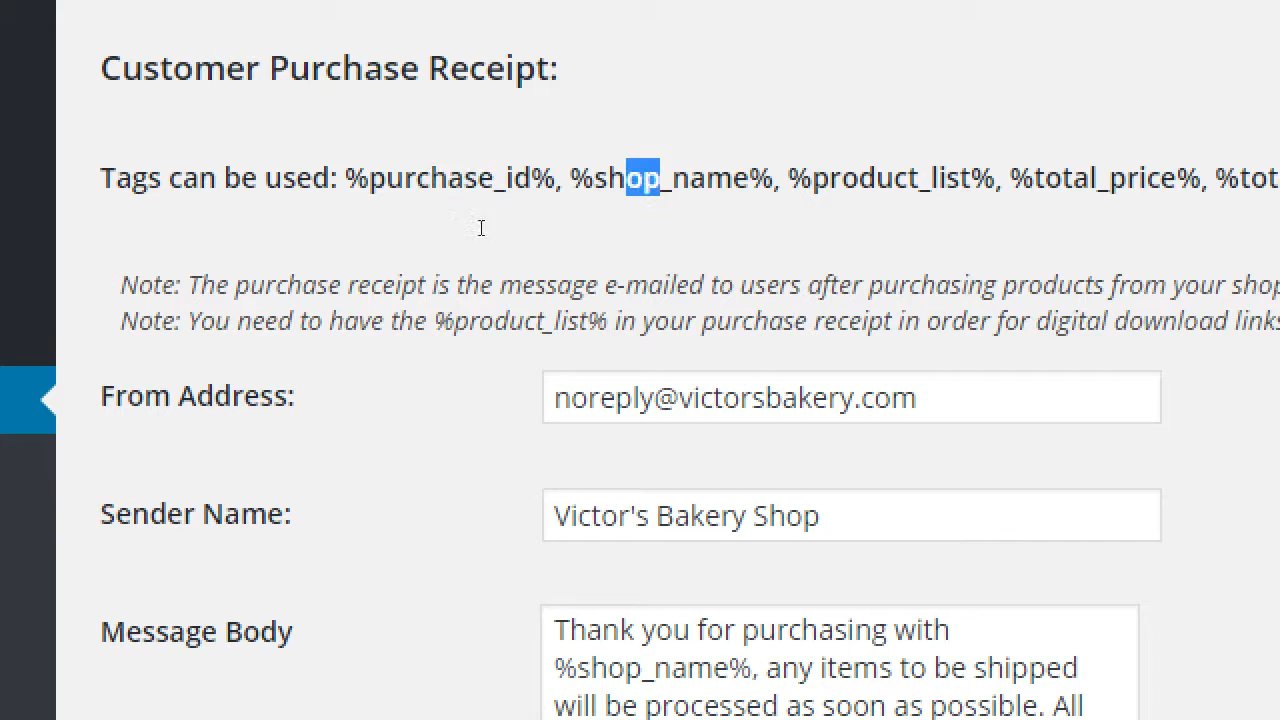 Customer Purchase Receipt:
Tags can be used: %purchase_id%, %shop_name%, %product_list%, %total_price%, %tot
Note: The purchase receipt is the message e-mailed to users after purchasing products from your shop
Note: You need to have the %product_list% in your purchase receipt in order for digital download links
From Address:
noreply@victorsbakery.com
Sender Name:
Victor's Bakery Shop
Message Body
Thank you for purchasing with
%shop_name%, any items to be shipped
will be processed as soon as possible. All